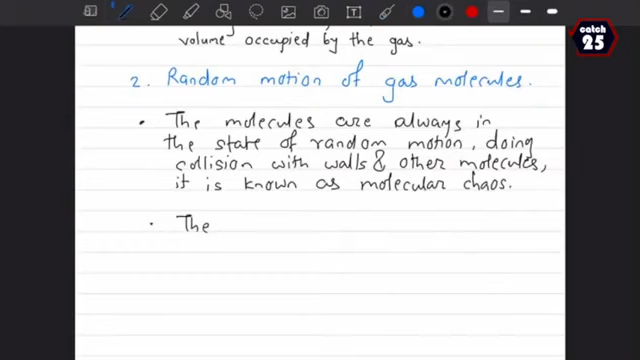 catch
25
volume occupied by the gas.
2. Random motion of gas molecules.
• The molecules are always in
the state of random motion, doing
collision with walls & other molecules,
it is known as molecular chaos.
• The